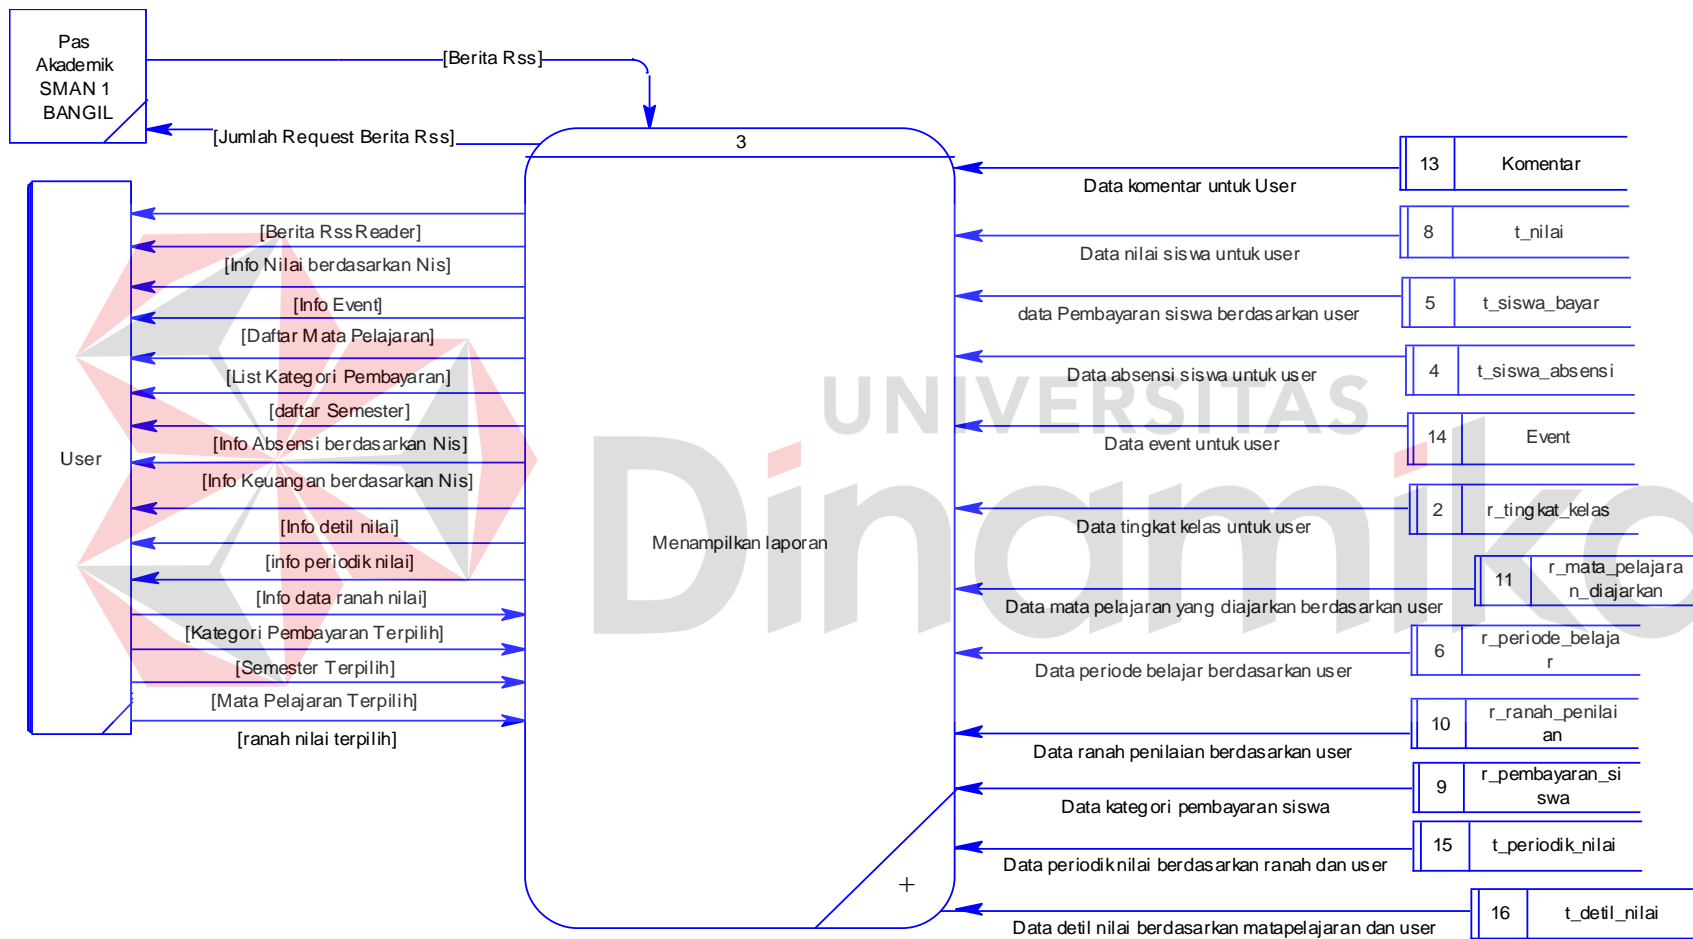 Pas
Akademik
SMAN 1
BANGIL
[Berita Rss]
[Jumlah Request Berita Rss]
User
[Berita Rss Reader]
[Info Nilai berdasarkan Nis]
[Info Event]
[Daftar Mata Pelajaran]
[List Kategori Pembayaran]
[daftar Semester]
[Info Absensi berdasarkan Nis]
[Info Keuangan berdasarkan Nis]
[Info detil nilai]
[info periodik nilai]
[Info data ranah nilai]
[Kategori Pembayaran Terpilih]
[Semester Terpilih]
[Mata Pelajaran Terpilih]
[ranah nilai terpilih]
3
Menampilkan laporan
+
UNIVERSITAS
Dinamika
Data komentar untuk User
13 Komentar
Data nilai siswa untuk user
8 t_nilai
data Pembayaran siswa berdasarkan user
5 t_siswa_bayar
Data absensi siswa untuk user
4 t_siswa_absensi
Data event untuk user
14 Event
Data tingkat kelas untuk user
2 r_tingkat_kelas
Data mata pelajaran yang diajarkan berdasarkan user
11 r_mata_pelajara
n_diajarkan
Data periode belajar berdasarkan user
6 r_periode_belaja
r
Data ranah penilaian berdasarkan user
10 r_ranah_penilai
an
Data kategori pembayaran siswa
9 r_pembayaran_si
swa
Data periodik nilai berdasarkan ranah dan user
15 t_periodik_nilai
Data detil nilai berdasarkan matapelajaran dan user
16 t_detil_nilai